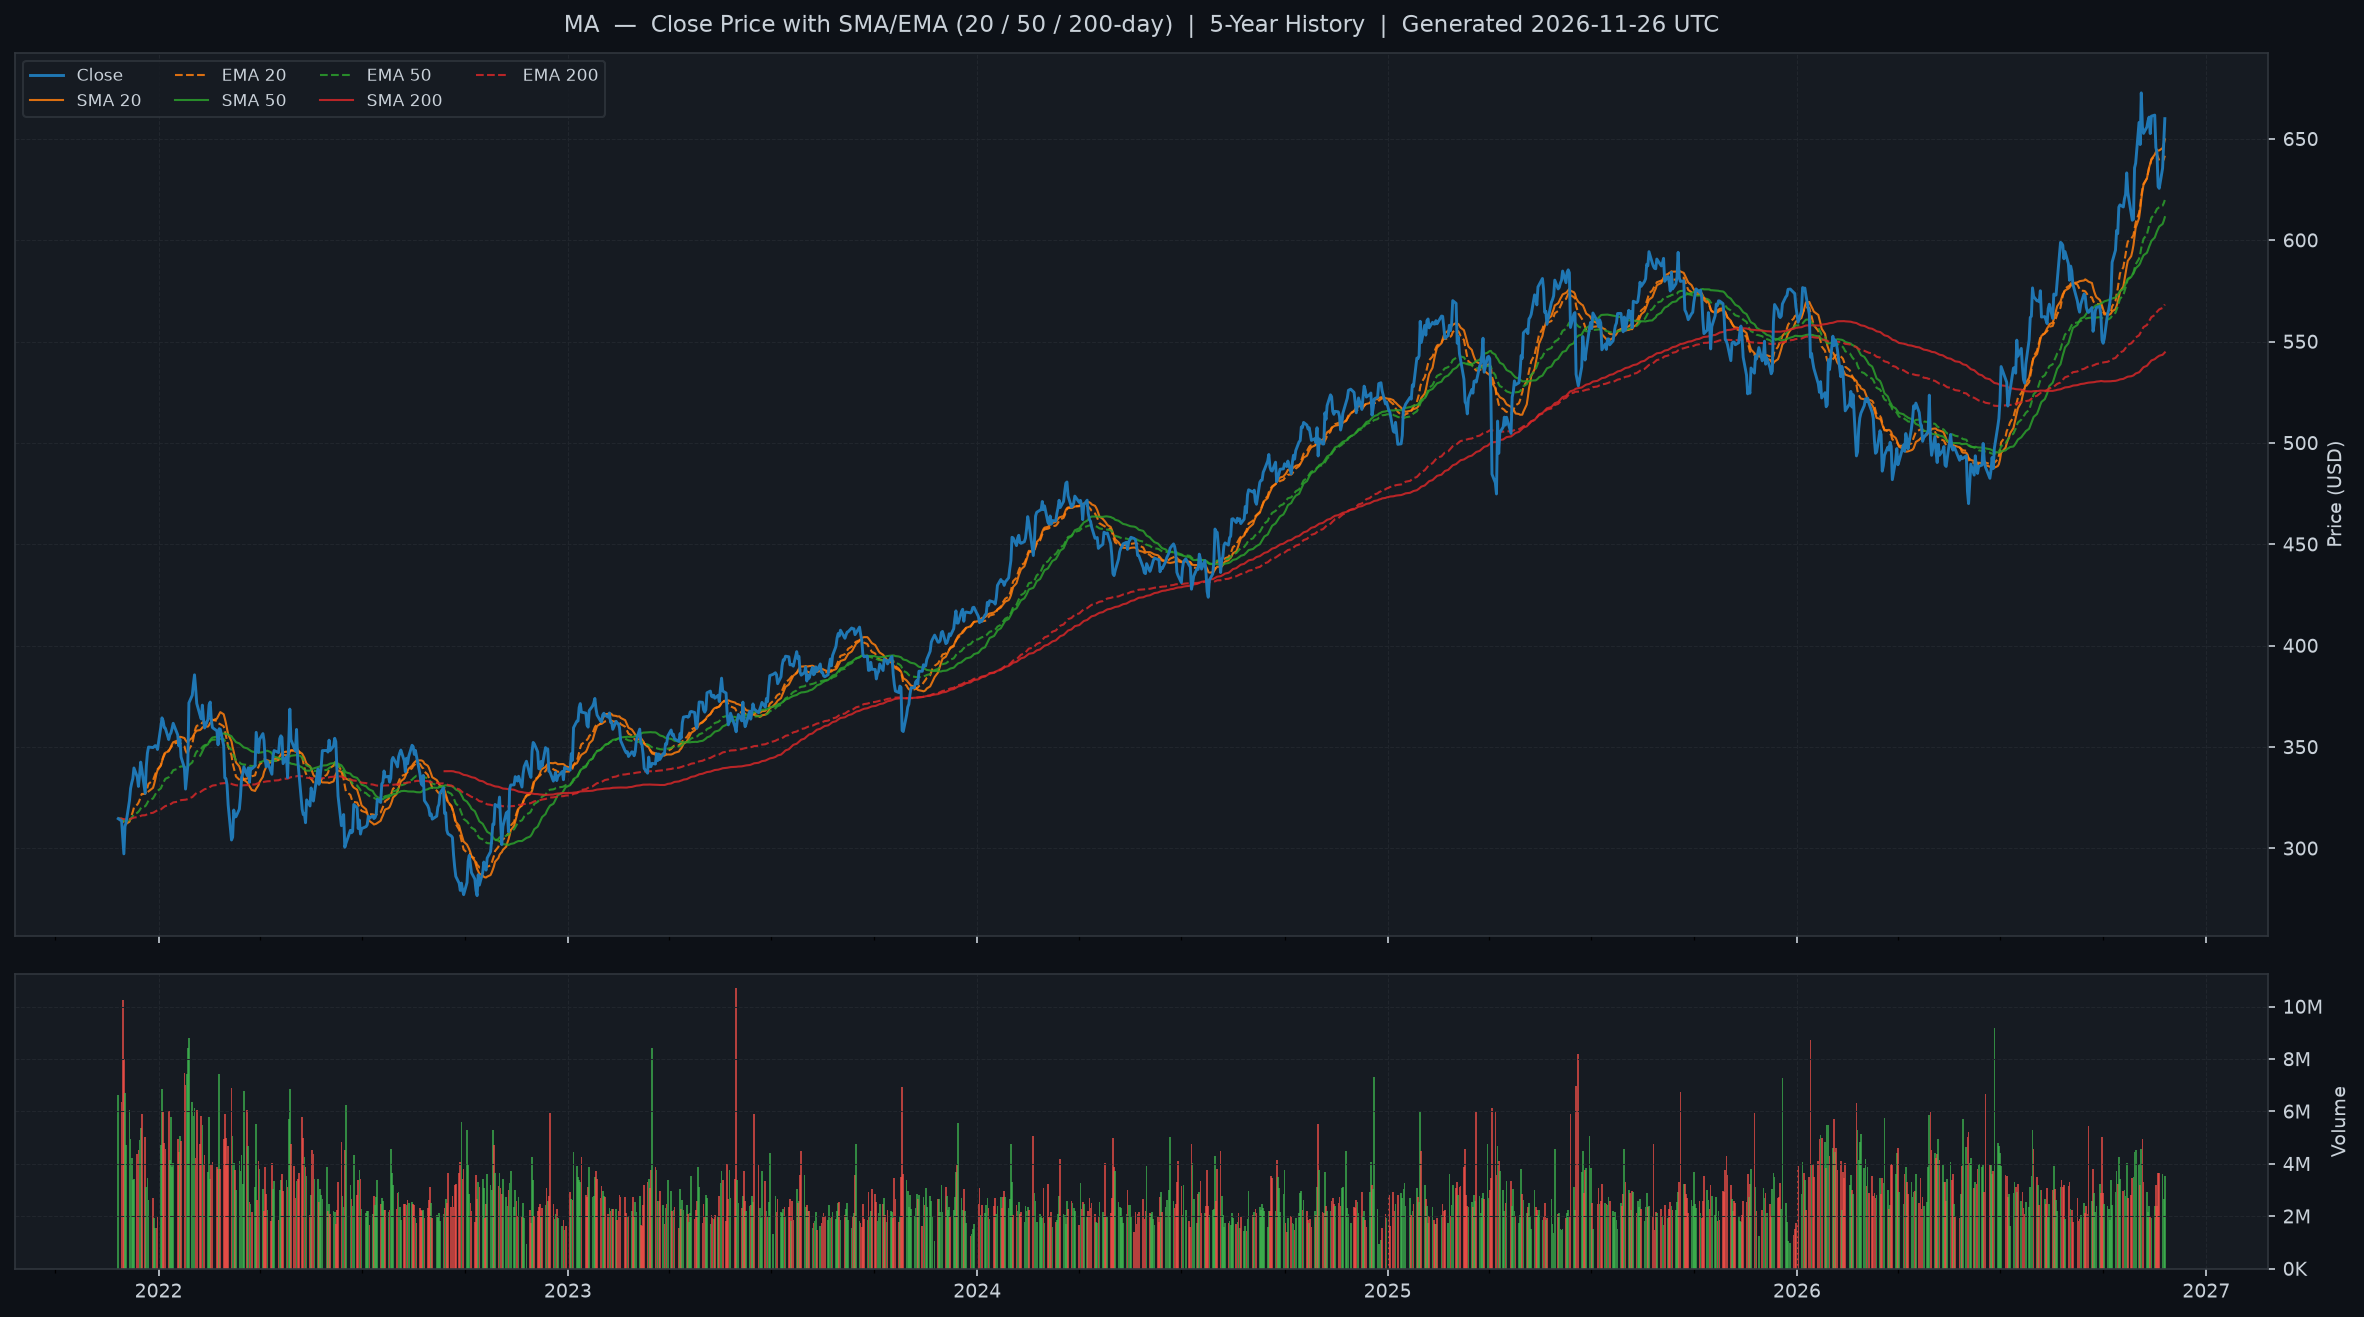 MA — Close Price with SMA/EMA (20 / 50 / 200-day) | 5-Year History | Generated 2026-11-26 UTC
Close EMA 20 EMA 50 EMA 200
SMA 20 SMA 50 SMA 200
650
600
550
500
450
400
350
300
Price (USD)
10M
8M
6M
4M
2M
0K
Volume
2022 2023 2024 2025 2026 2027